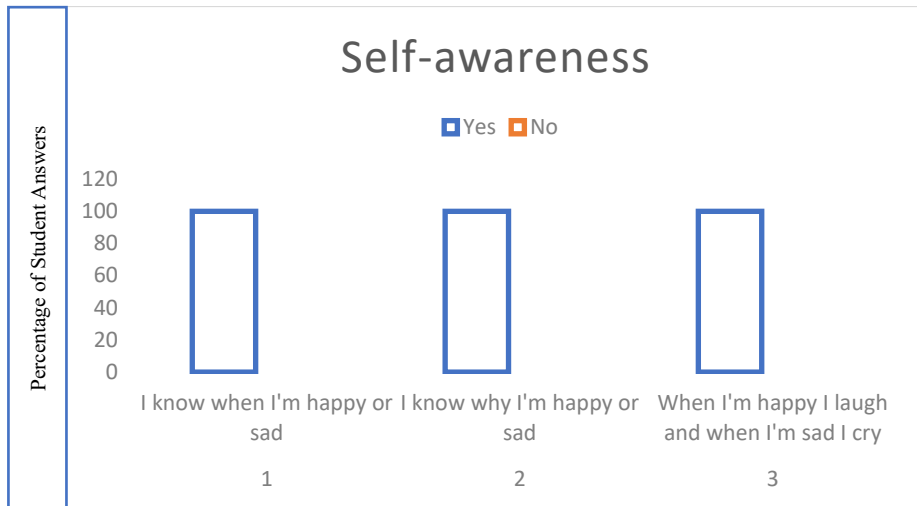 Self-awareness
Yes No
Percentage of Student Answers
120
100
80
60
40
20
0
I know when I'm happy or
sad
I know why I'm happy or
sad
When I'm happy I laugh
and when I'm sad I cry
1
2
3